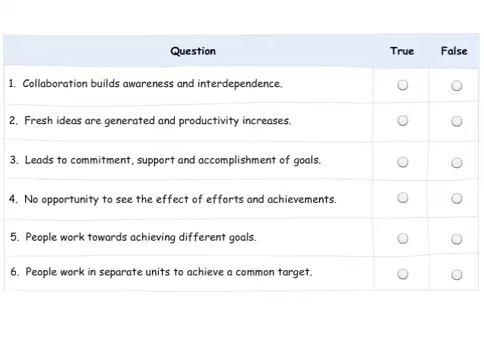 Question True False
1. Collaboration builds awareness and interdependence.
2. Fresh ideas are generated and productivity increases.
3. Leads to commitment, support and accomplishment of goals.
4. No opportunity to see the effect of efforts and achievements.
5. People work towards achieving different goals.
6. People work in separate units to achieve a common target.